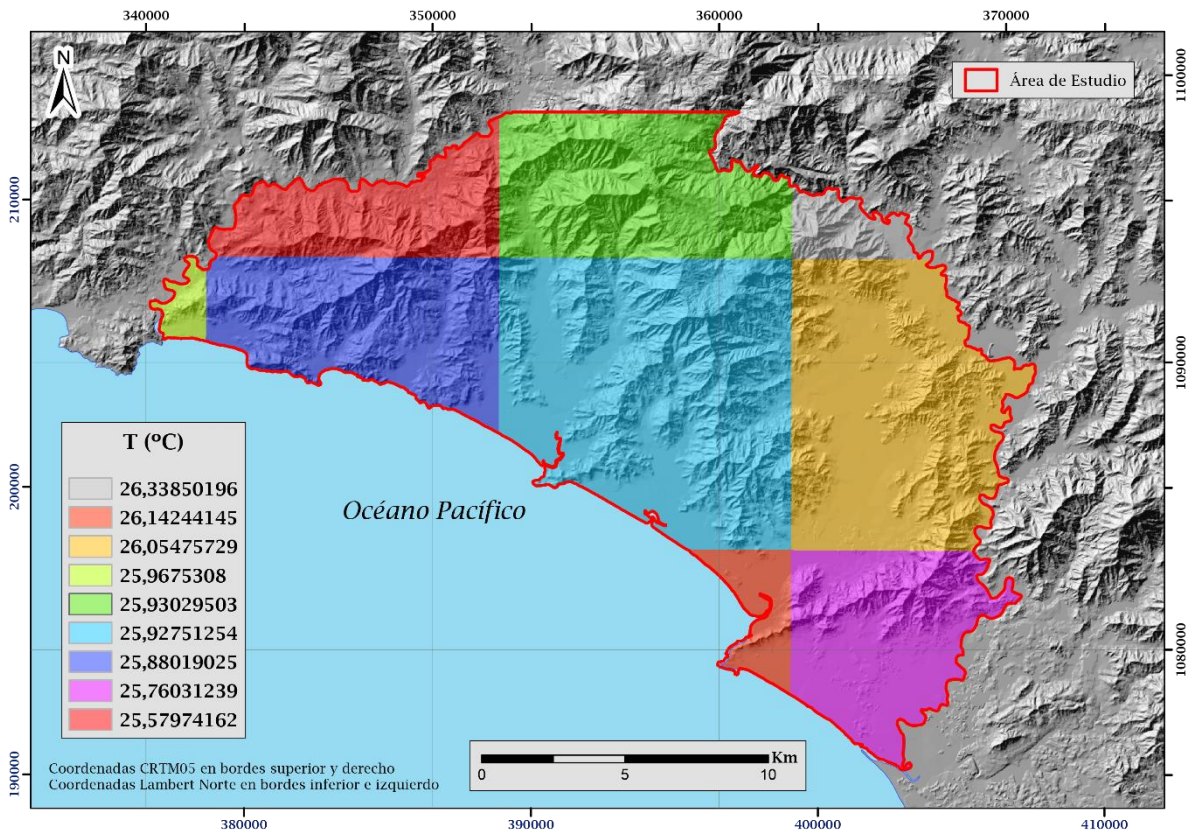 340000 350000 360000 370000
N
Área de Estudio
1100000
210000
1090000
T (ºC)
26,33850196
26,14244145
26,05475729
25,9675308
25,93029503
25,92751254
25,88019025
25,76031239
25,57974162
200000
Océano Pacífico
1080000
Km
0 5 10
Coordenadas CRTM05 en bordes superior y derecho
Coordenadas Lambert Norte en bordes inferior e izquierdo
190000
380000 390000 400000 410000